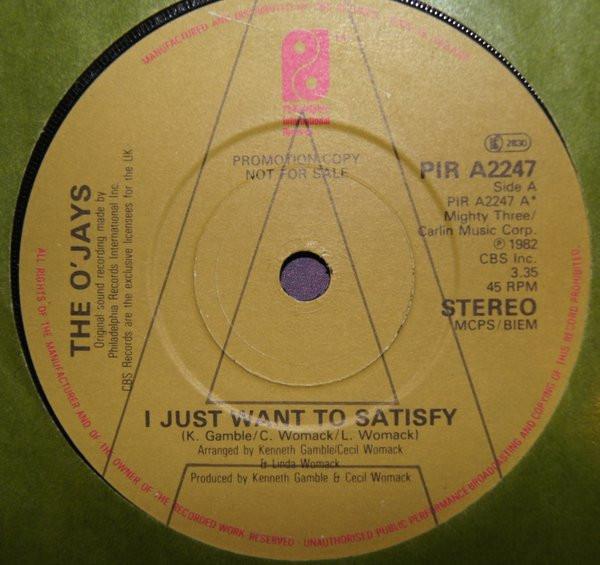 MANUFACTURED AND
Philadelphia
International
Records
PROMOTION COPY
NOT FOR SALE
2830
PIR A2247
Side A
PIR A2247 A*
Mighty Three/
Carlin Music Corp.
℗ 1982
CBS Inc.
3.35
45 RPM
STEREO
MCPS/BIEM
THE O'JAYS
Original sound recording made by
Philadelphia Records International Inc.
CBS Records are the exclusive licensees for the UK
A
I JUST WANT TO SATISFY
(K. Gamble/C. Womack/L. Womack)
Arranged by Kenneth Gamble/Cecil Womack
& Linda Womack
Produced by Kenneth Gamble & Cecil Womack
ALL RIGHTS OF THE MANUFACTURER AND OF THE OWNER OF THE RECORDED WORK RESERVED - UNAUTHORISED PUBLIC PERFORMANCE BROADCASTING AND COPYING OF THIS RECORD PROHIBITED